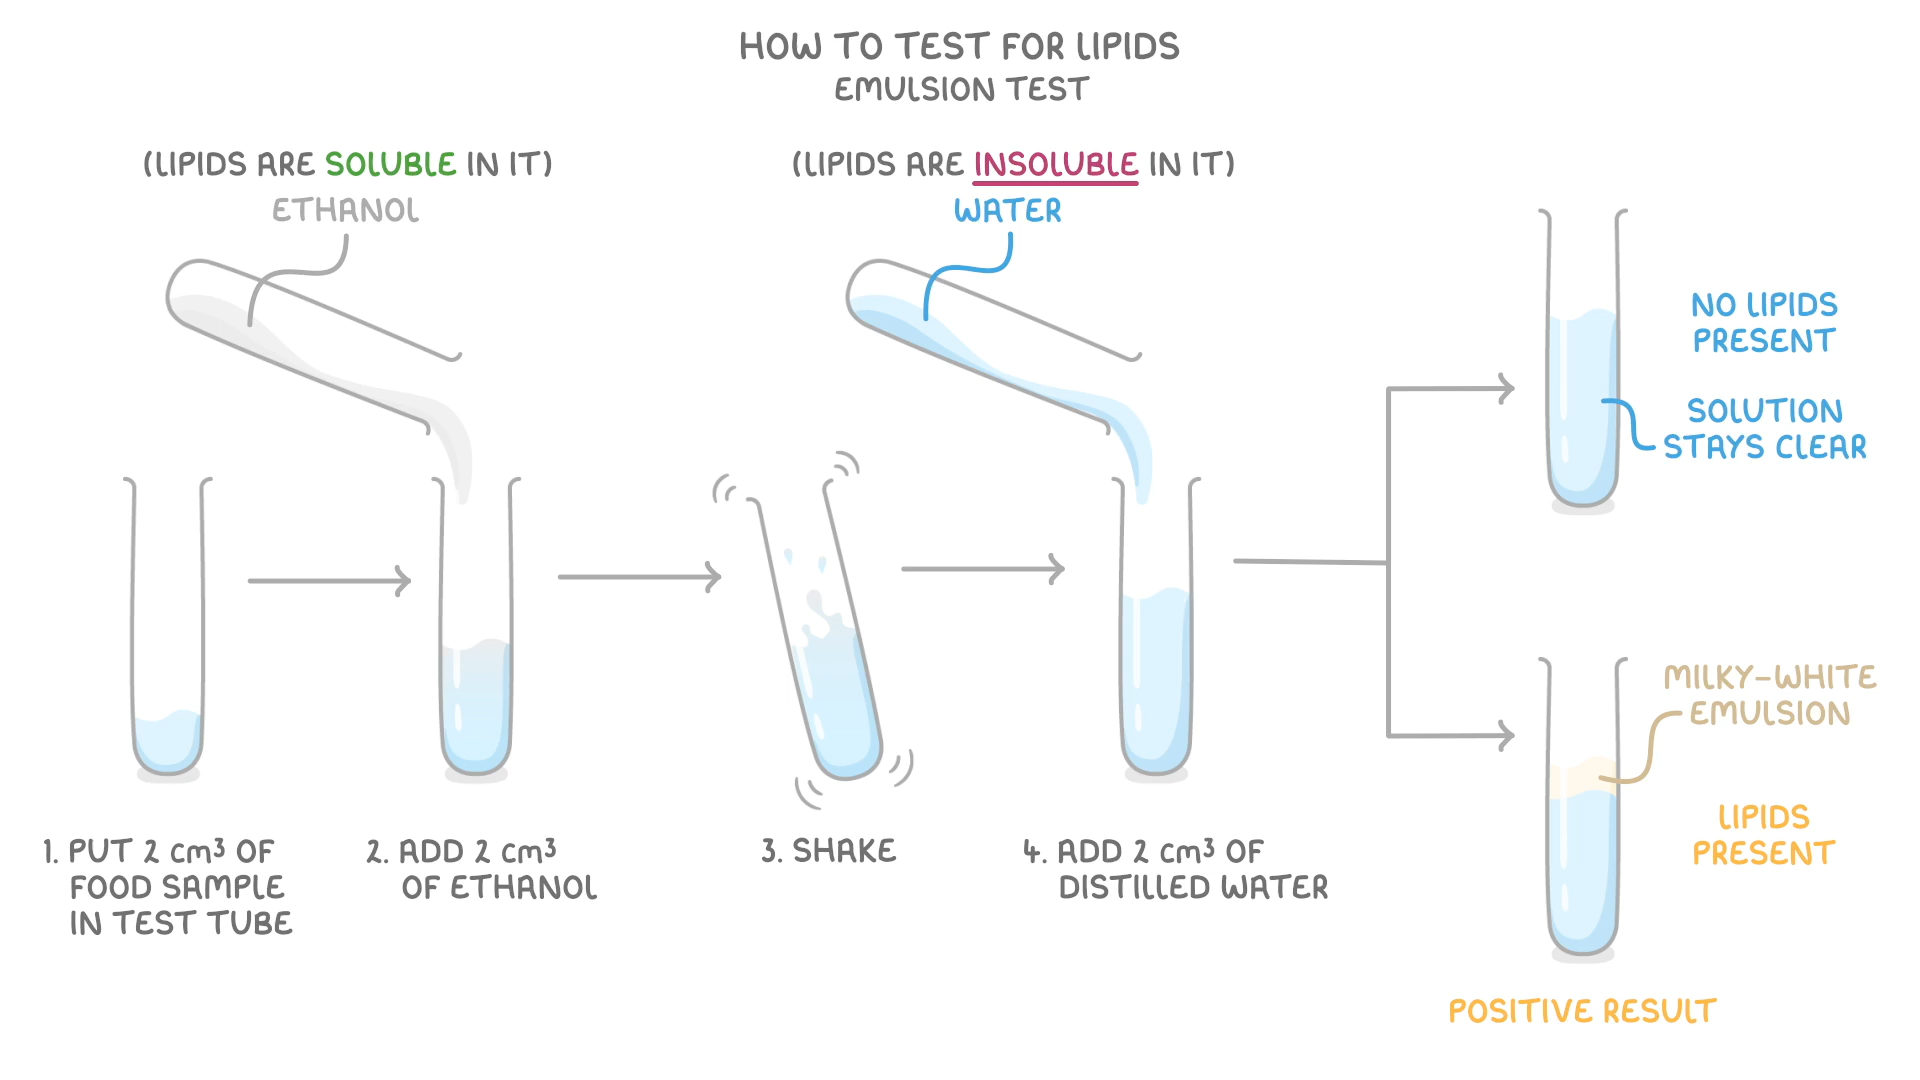 HOW TO TEST FOR LIPIDS
EMULSION TEST
(LIPIDS ARE SOLUBLE IN IT)
ETHANOL
(LIPIDS ARE INSOLUBLE IN IT)
WATER
NO LIPIDS
PRESENT
SOLUTION
STAYS CLEAR
MILKY-WHITE
EMULSION
LIPIDS
PRESENT
POSITIVE RESULT
1. PUT 2 cm³ OF
FOOD SAMPLE
IN TEST TUBE
2. ADD 2 cm³
OF ETHANOL
3. SHAKE
4. ADD 2 cm³ OF
DISTILLED WATER